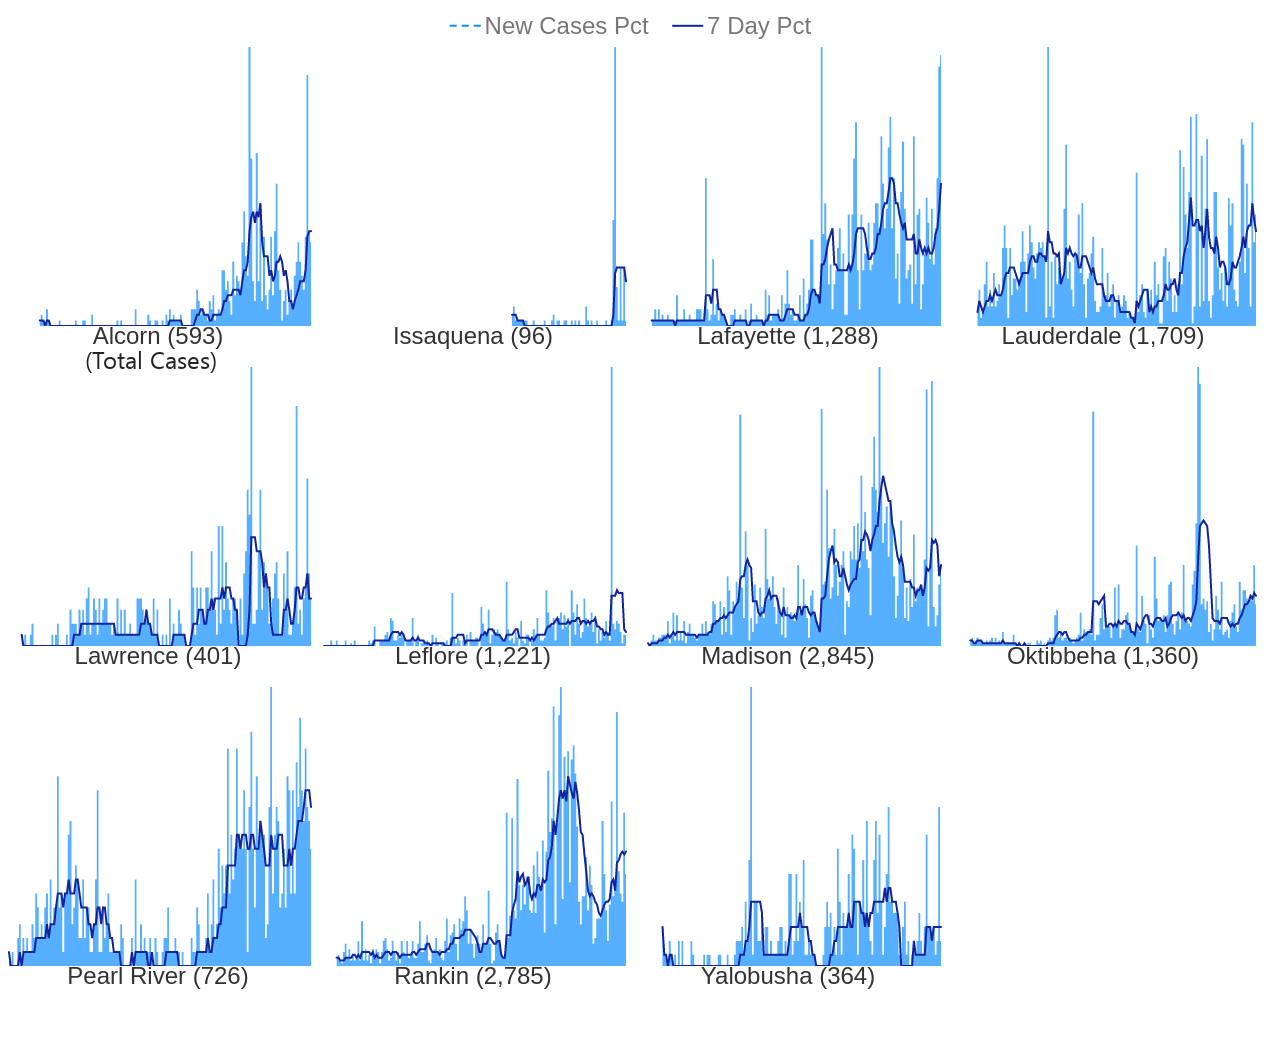 New Cases Pct 7 Day Pct
Alcorn (593) Issaquena (96) Lafayette (1,288) Lauderdale (1,709)
(Total Cases)
Lawrence (401) Leflore (1,221) Madison (2,845) Oktibbeha (1,360)
Pearl River (726) Rankin (2,785) Yalobusha (364)